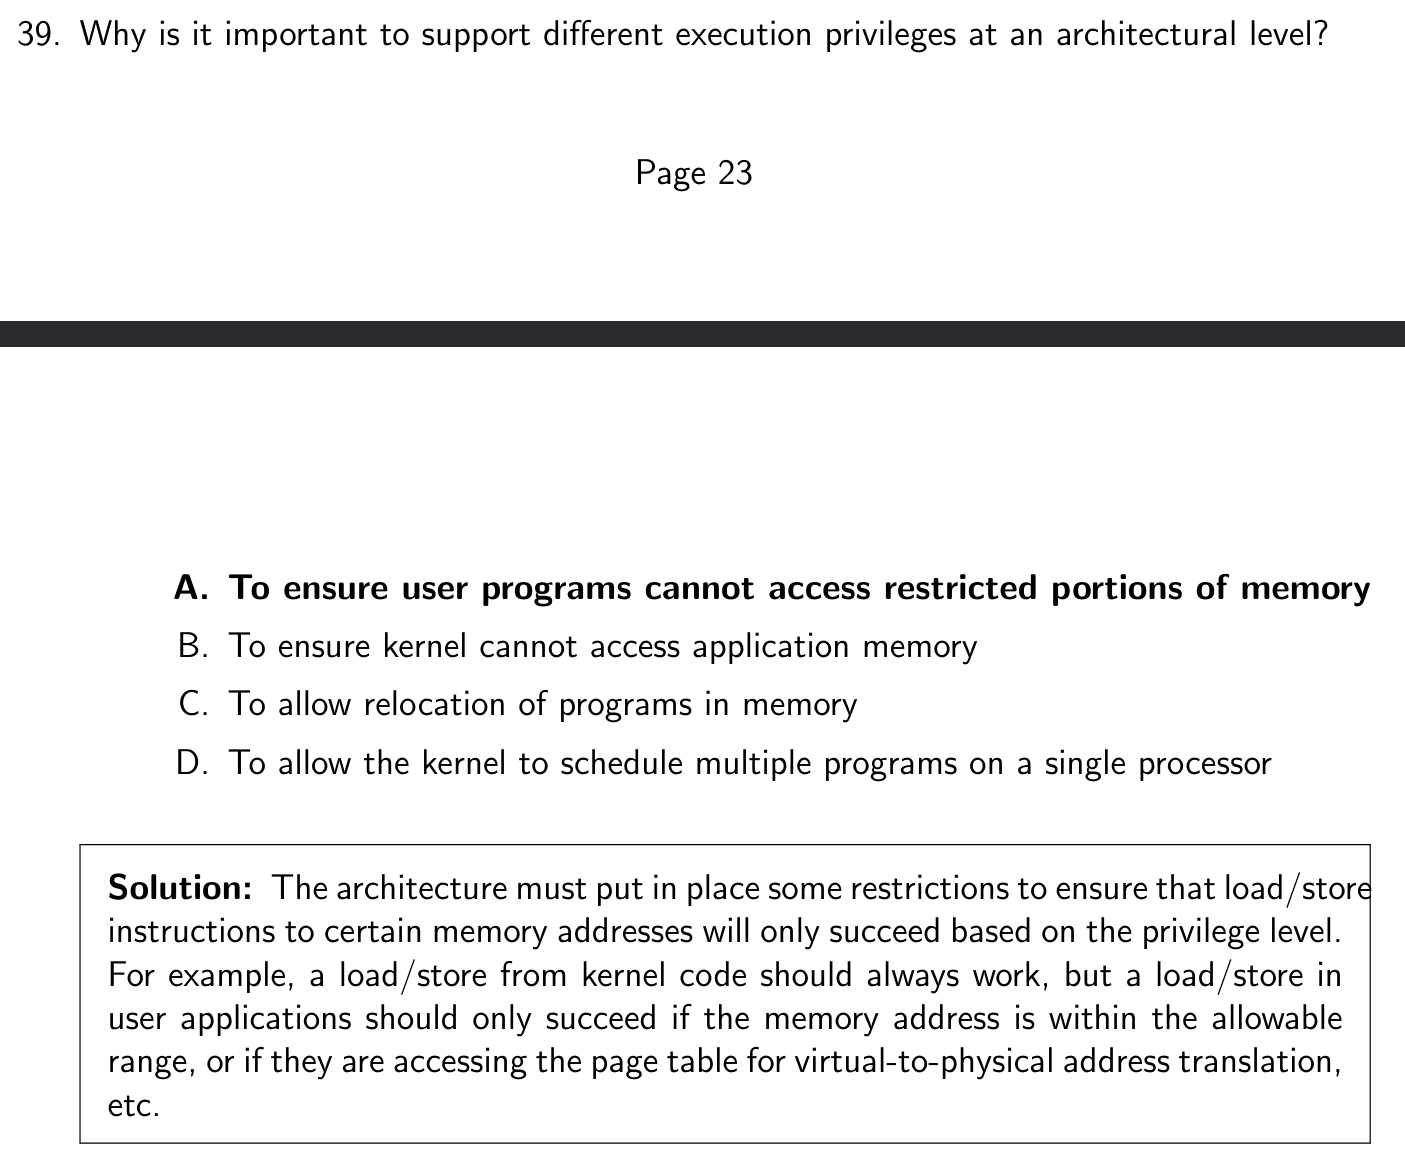 39. Why is it important to support different execution privileges at an architectural level?
Page 23
A. To ensure user programs cannot access restricted portions of memory
B. To ensure kernel cannot access application memory
C. To allow relocation of programs in memory
D. To allow the kernel to schedule multiple programs on a single processor
Solution: The architecture must put in place some restrictions to ensure that load/store
instructions to certain memory addresses will only succeed based on the privilege level.
For example, a load/store from kernel code should always work, but a load/store in
user applications should only succeed if the memory address is within the allowable
range, or if they are accessing the page table for virtual-to-physical address translation,
etc.